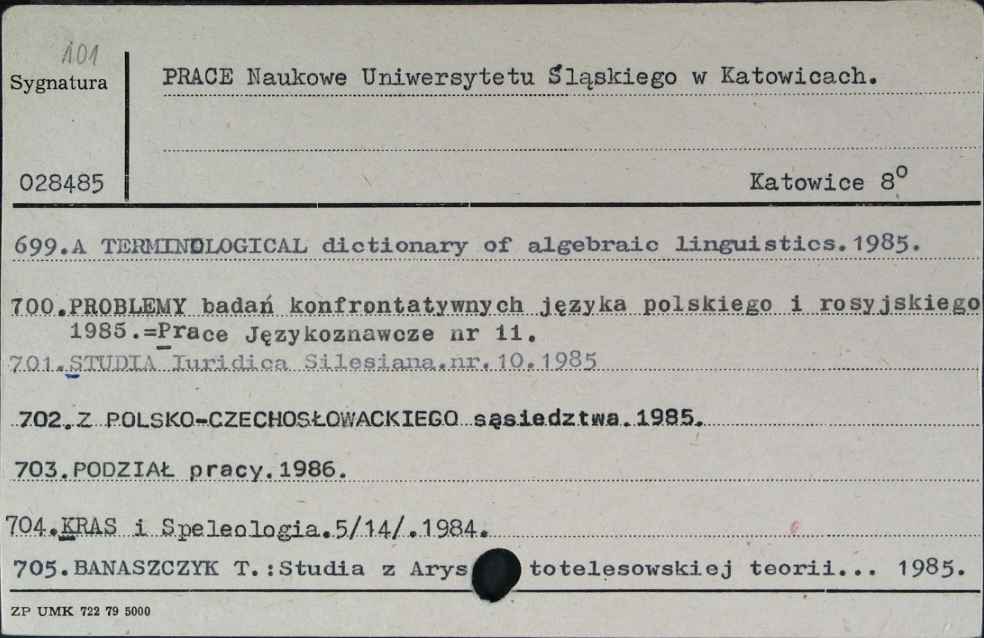 101
Sygnatura
PRACE Naukowe Uniwersytetu Śląskiego w Katowicach.
028485
Katowice 8°
699.A TERMINOLOGICAL dictionary of algebraic linguistics.1985.
700.PROBLEMY badań konfrontatywnych języka polskiego i rosyjskiego
1985.=Prace Językoznawcze nr 11.
701.STUDIA Iuridica Silesiana.nr.10.1985
702.Z POLSKO-CZECHOSŁOWACKIEGO sąsiedztwa.1985.
703.PODZIAŁ pracy.1986.
704.KRAS i Speleologia.5/14/.1984.
705.BANASZCZYK T.:Studia z Arys totelesowskiej teorii... 1985.
ZP UMK 722 79 5000